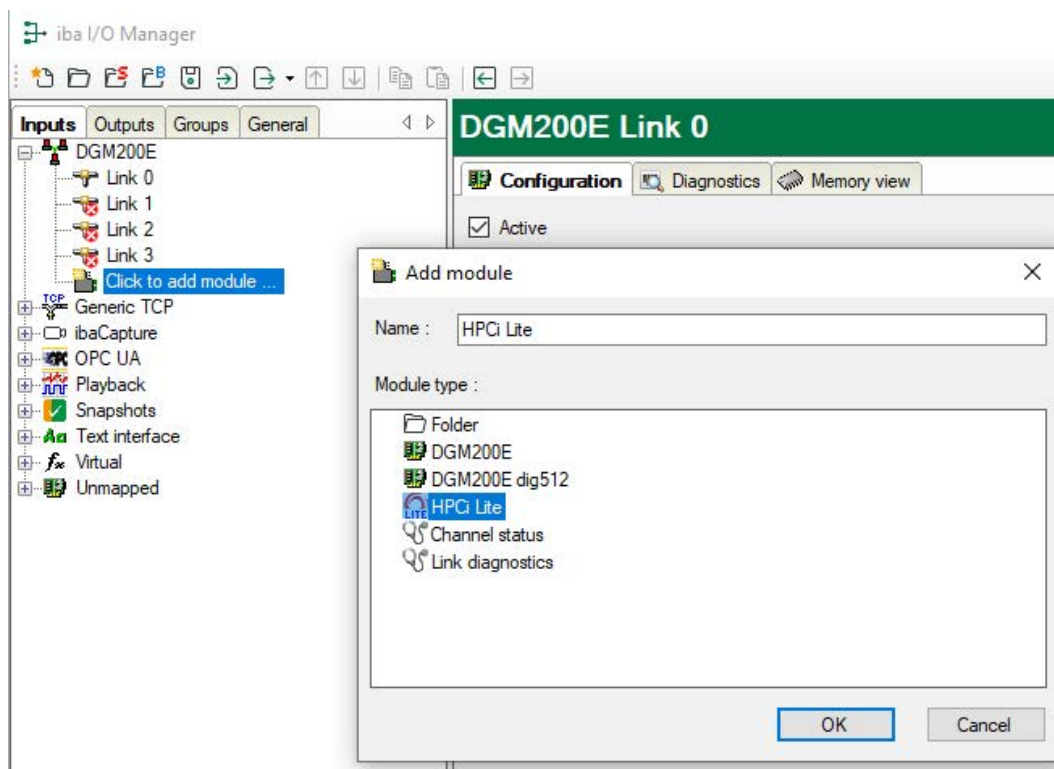 iba I/O Manager
Inputs Outputs Groups General
DGM200E
Link 0
Link 1
Link 2
Link 3
Click to add module ...
TCP Generic TCP
ibaCapture
OPC UA
Playback
Snapshots
Text interface
fx Virtual
Unmapped
DGM200E Link 0
Configuration Diagnostics Memory view
Active
Add module
Name : HPCi Lite
Module type :
Folder
DGM200E
DGM200E dig512
LITE HPCi Lite
Channel status
Link diagnostics
OK Cancel